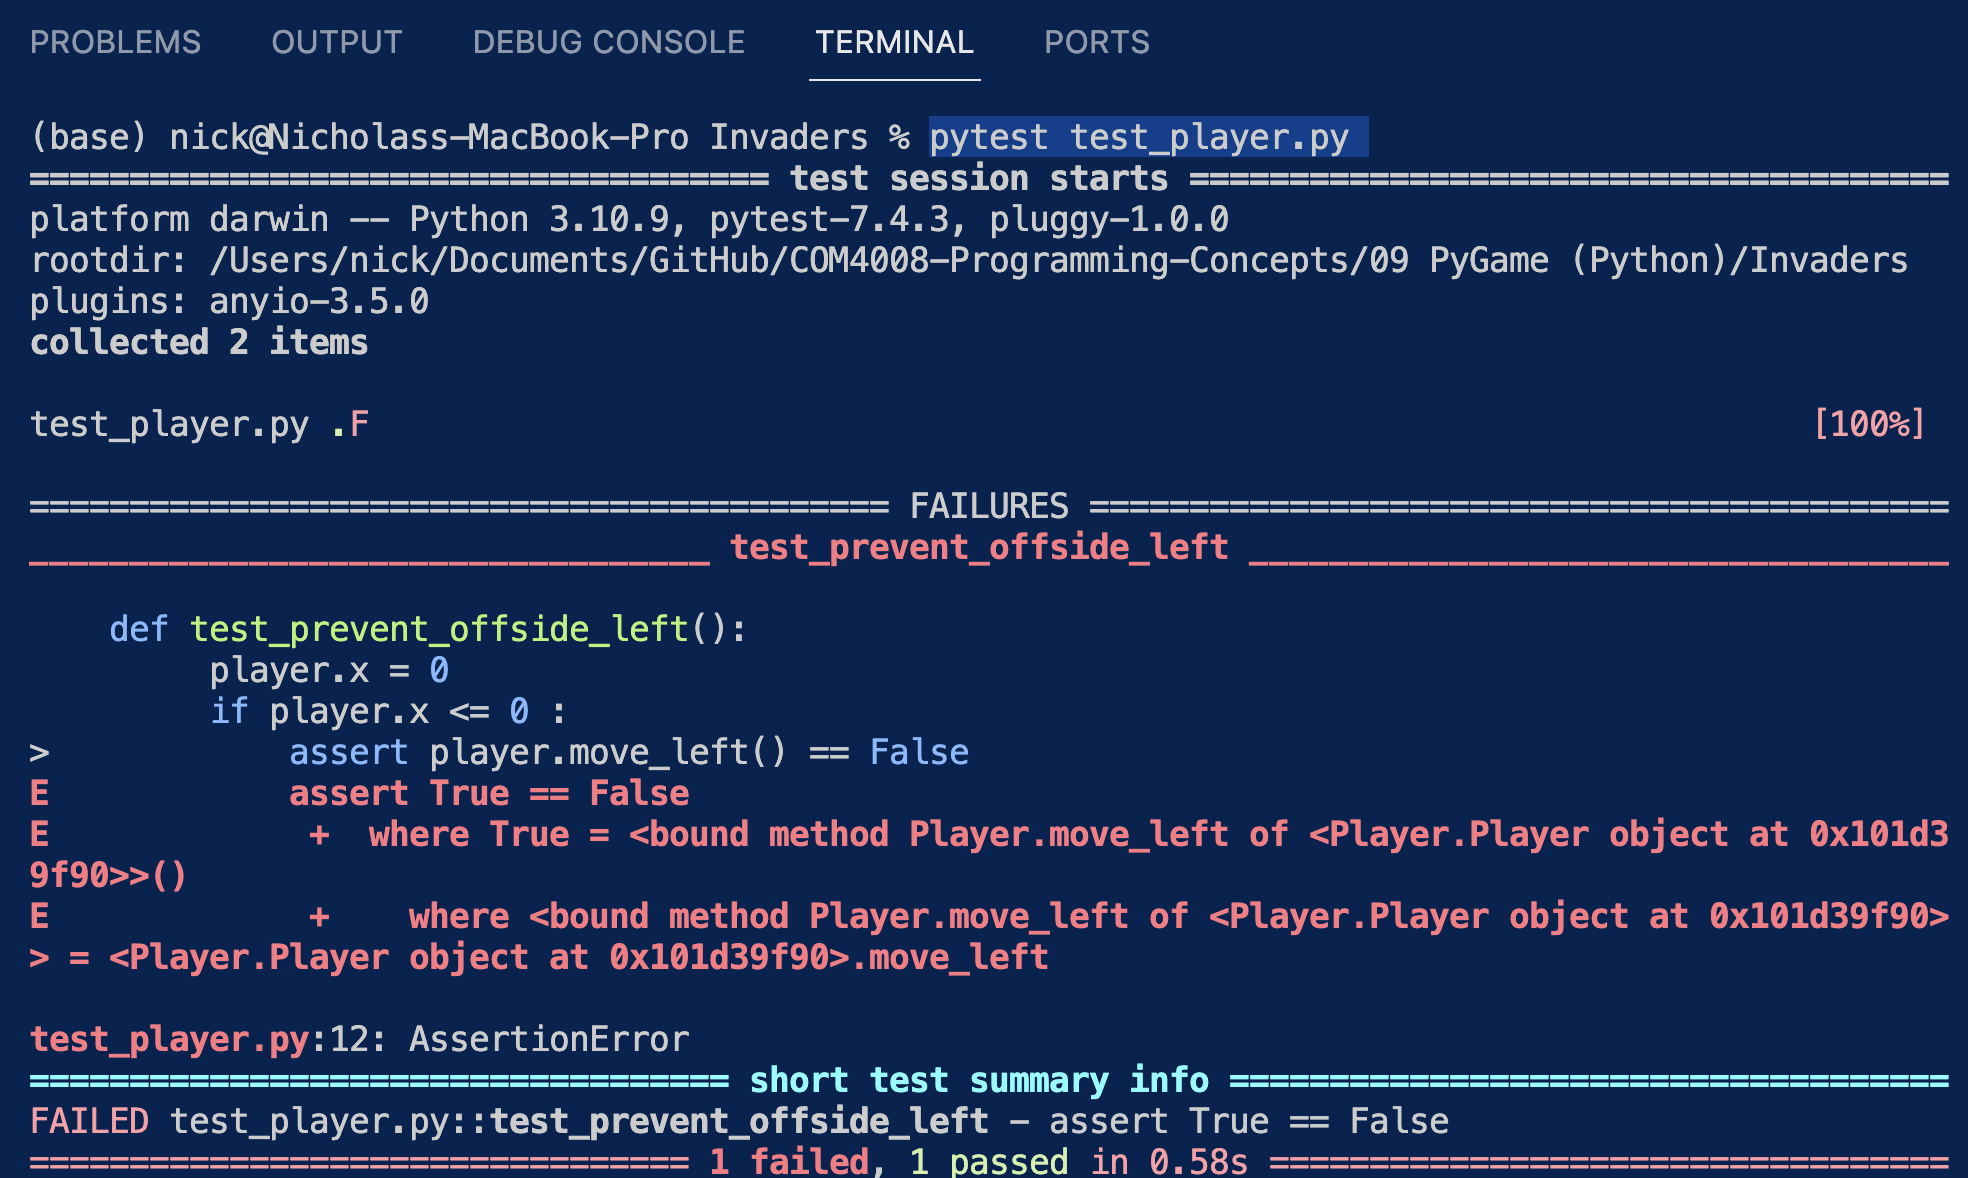 PROBLEMS OUTPUT DEBUG CONSOLE TERMINAL PORTS
(base) nick@Nicholass-MacBook-Pro Invaders % pytest test_player.py
===================================== test session starts ======================================
platform darwin -- Python 3.10.9, pytest-7.4.3, pluggy-1.0.0
rootdir: /Users/nick/Documents/GitHub/COM4008-Programming-Concepts/09 PyGame (Python)/Invaders
plugins: anyio-3.5.0
collected 2 items
test_player.py .F [100%]
=========================================== FAILURES ===========================================
__________________________________ test_prevent_offside_left ___________________________________
def test_prevent_offside_left():
player.x = 0
if player.x <= 0 :
> assert player.move_left() == False
E assert True == False
E + where True = <bound method Player.move_left of <Player.Player object at 0x101d3
9f90>>()
E + where <bound method Player.move_left of <Player.Player object at 0x101d39f90>
> = <Player.Player object at 0x101d39f90>.move_left
test_player.py:12: AssertionError
=================================== short test summary info ====================================
FAILED test_player.py::test_prevent_offside_left - assert True == False
================================= 1 failed, 1 passed in 0.58s ==================================